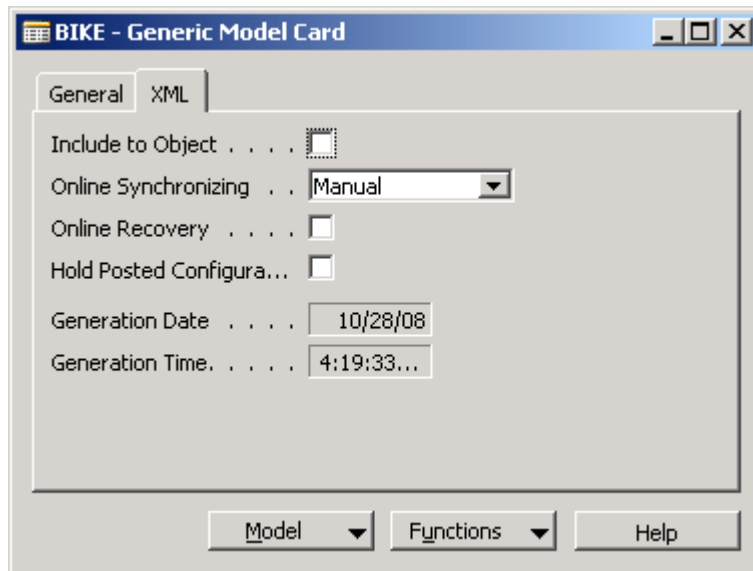 BIKE - Generic Model Card
General XML
Include to Object . . . .
Online Synchronizing . . Manual
Online Recovery . . . .
Hold Posted Configura...
Generation Date . . . . 10/28/08
Generation Time. . . . . 4:19:33...
Model Functions Help